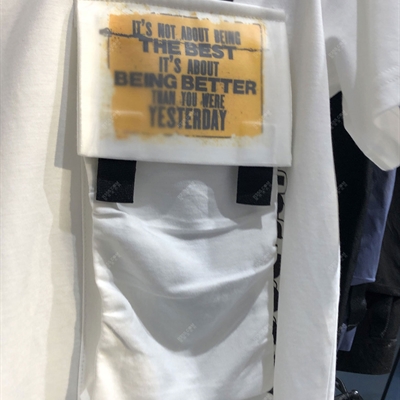 IT'S NOT ABOUT BEING
THE BEST
IT'S ABOUT
BEING BETTER
THAN YOU WERE
YESTERDAY